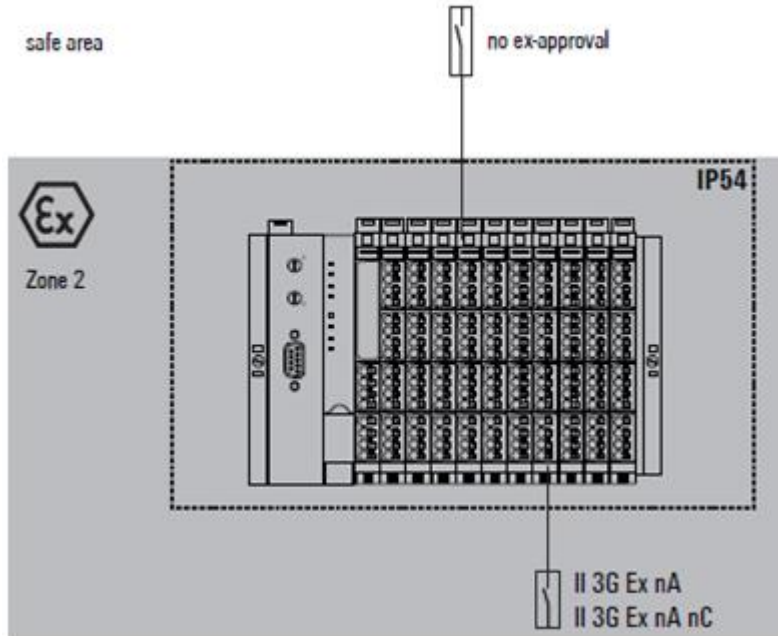 safe area
no ex-approval
IP54
Ex
Zone 2
II 3G Ex nA
II 3G Ex nA nC